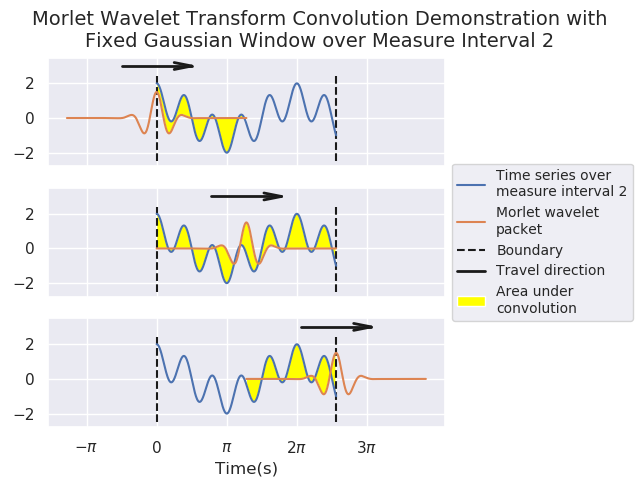 Morlet Wavelet Transform Convolution Demonstration with
Fixed Gaussian Window over Measure Interval 2
2
0
−2
2
0
−2
2
0
−2
−π
0
π
2π
3π
Time(s)
Time series over
measure interval 2
Morlet wavelet
packet
Boundary
Travel direction
Area under
convolution